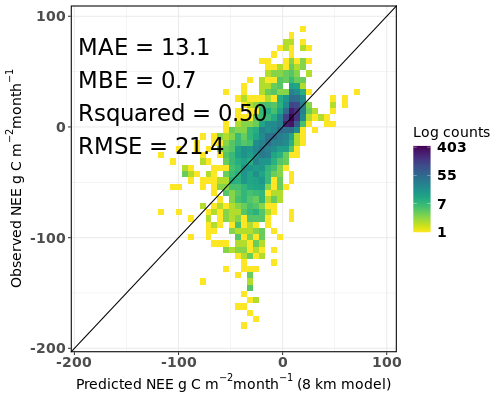 100
0
-100
-200
-200
-100
0
100
Observed NEE g C m⁻²month⁻¹
MAE = 13.1
MBE = 0.7
Rsquared = 0.50
RMSE = 21.4
Predicted NEE g C m⁻²month⁻¹ (8 km model)
Log counts
403
55
7
1